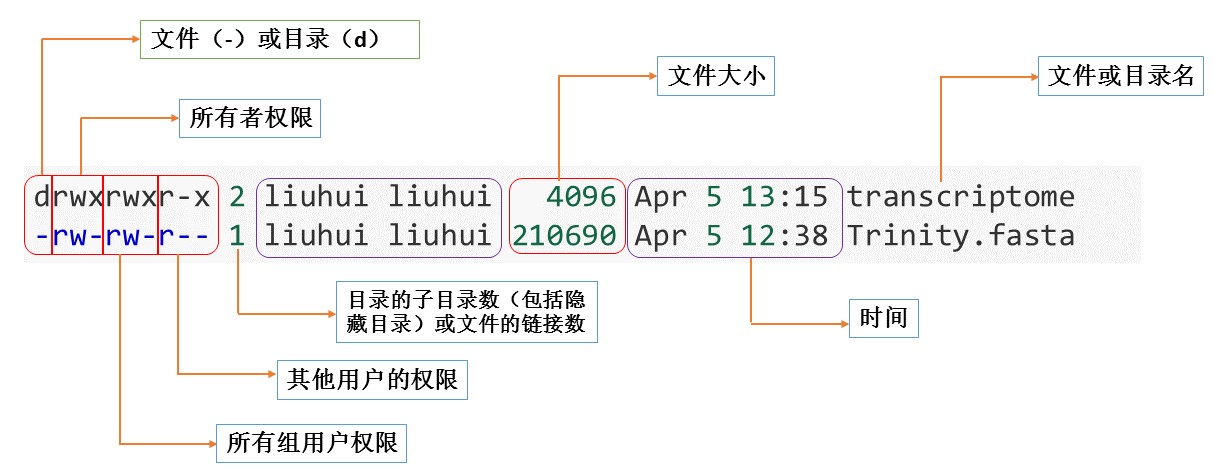 文件（-）或目录（d）
文件大小
文件或目录名
所有者权限
drwxrwxr-x 2 liuhui liuhui 4096 Apr 5 13:15 transcriptome
-rw-rw-r-- 1 liuhui liuhui 210690 Apr 5 12:38 Trinity.fasta
目录的子目录数（包括隐
藏目录）或文件的链接数
时间
其他用户的权限
所有组用户权限